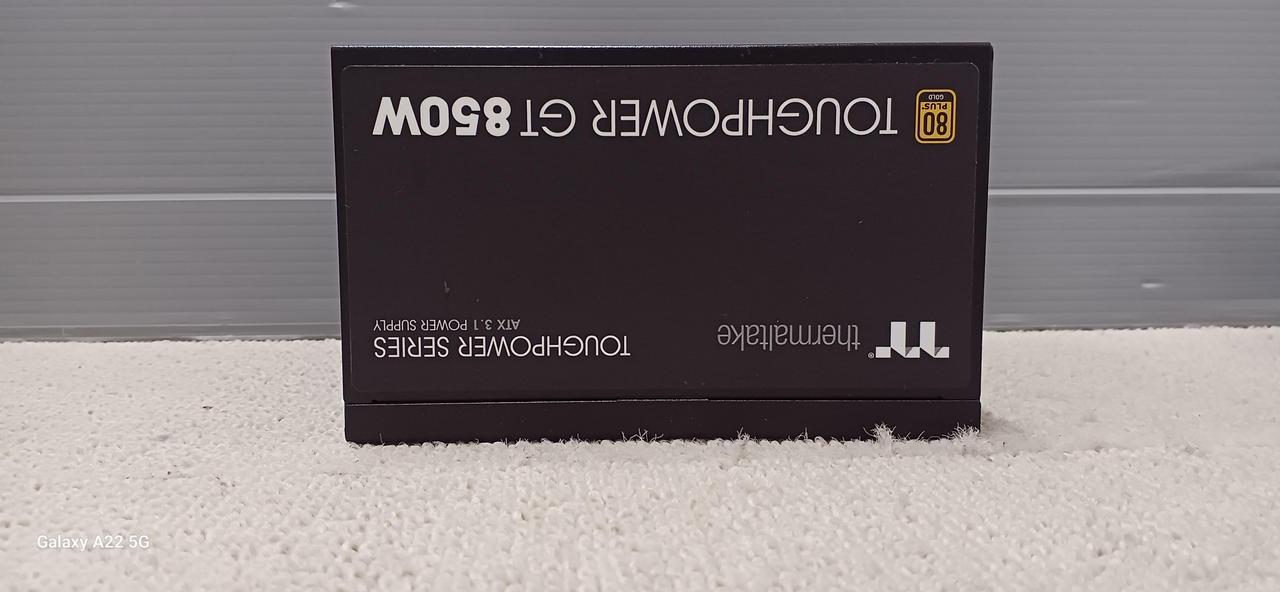 thermaltake®
TOUGHPOWER SERIES
ATX 3.1 POWER SUPPLY
80
PLUS®
GOLD
TOUGHPOWER GT 850W
Galaxy A22 5G